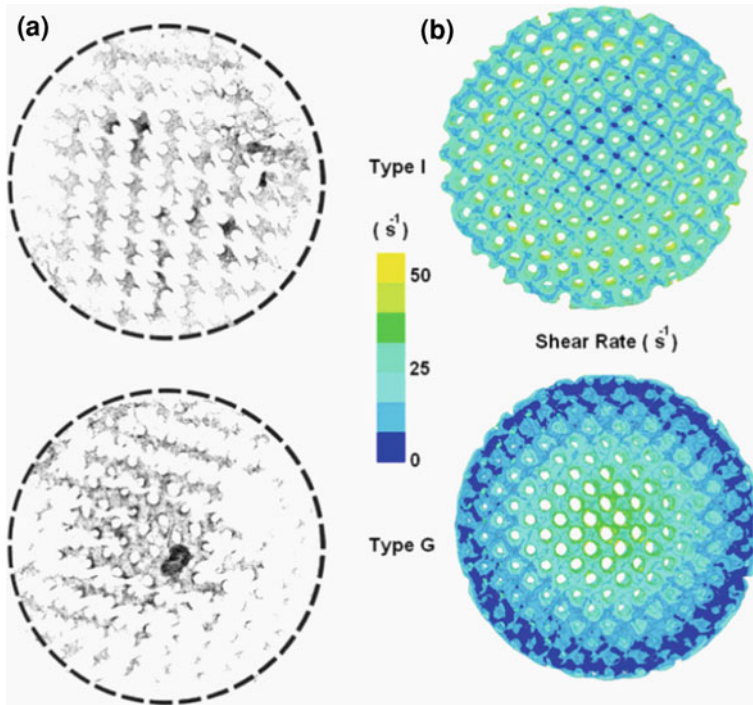 (a)
(b)
Type I
( s⁻¹)
50
25
0
Shear Rate ( s⁻¹)
Type G